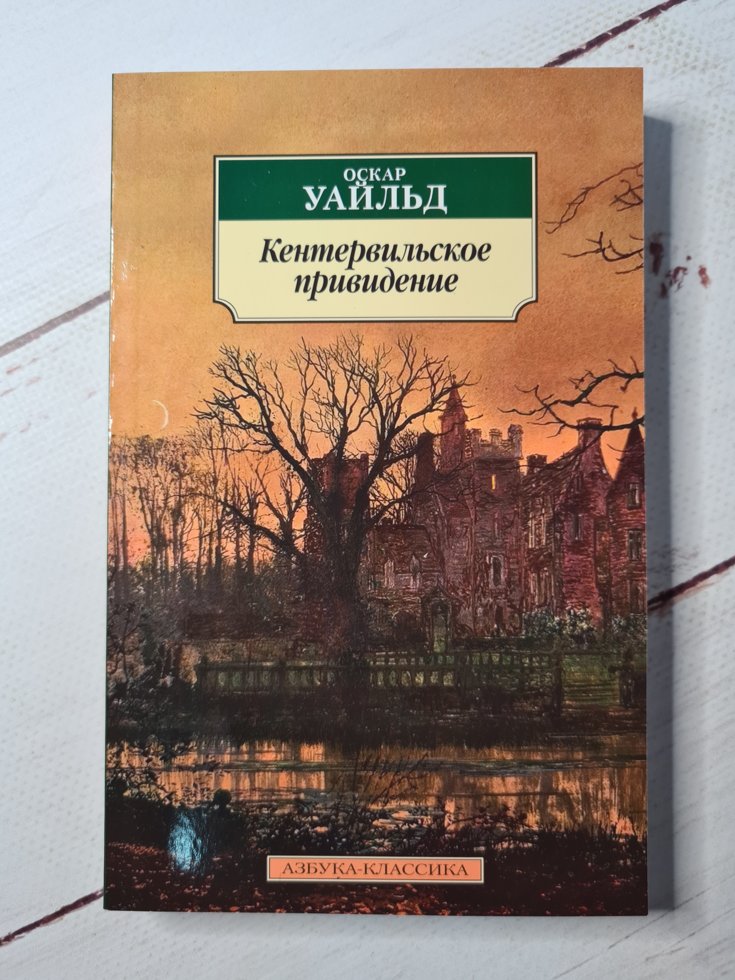 ОСКАР
УАЙЛЬД
Кентервильское
привидение
АЗБУКА-КЛАССИКА